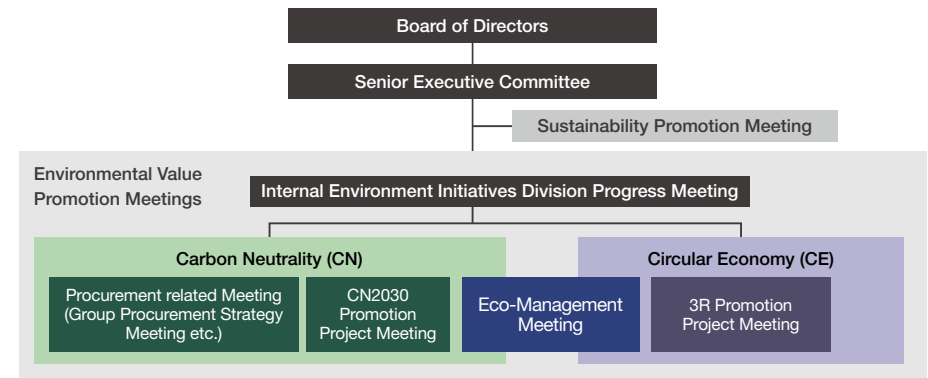 Board of Directors
Senior Executive Committee
Sustainability Promotion Meeting
Environmental Value
Promotion Meetings
Internal Environment Initiatives Division Progress Meeting
Carbon Neutrality (CN)
Procurement related Meeting
(Group Procurement Strategy
Meeting etc.)
CN2030
Promotion
Project Meeting
Eco-Management
Meeting
Circular Economy (CE)
3R Promotion
Project Meeting